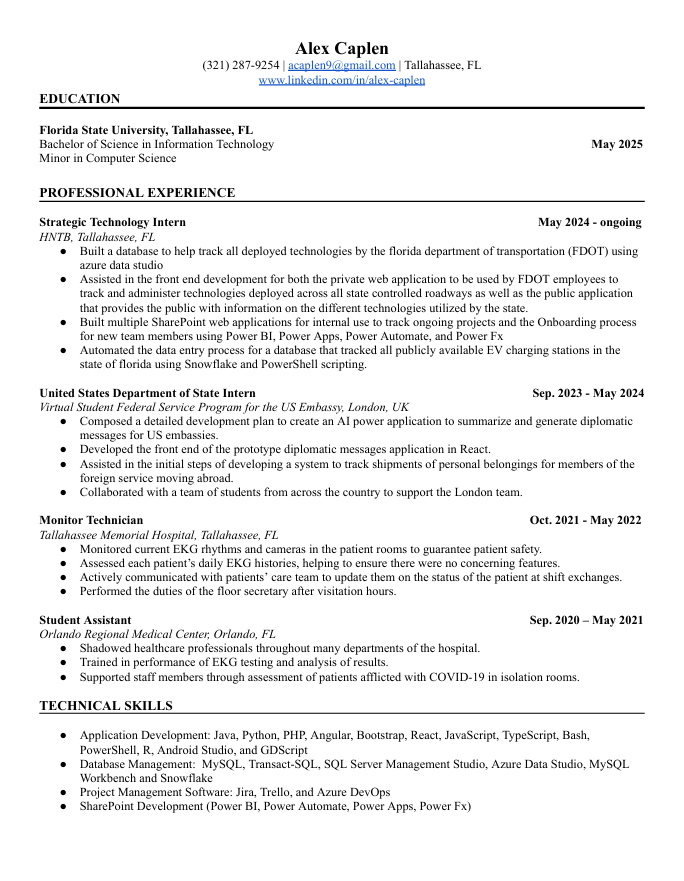 Alex Caplen
(321) 287-9254 | acaplen9@gmail.com | Tallahassee, FL
www.linkedin.com/in/alex-caplen
EDUCATION
Florida State University, Tallahassee, FL
Bachelor of Science in Information Technology May 2025
Minor in Computer Science
PROFESSIONAL EXPERIENCE
Strategic Technology Intern May 2024 - ongoing
HNTB, Tallahassee, FL
● Built a database to help track all deployed technologies by the florida department of transportation (FDOT) using
azure data studio
● Assisted in the front end development for both the private web application to be used by FDOT employees to
track and administer technologies deployed across all state controlled roadways as well as the public application
that provides the public with information on the different technologies utilized by the state.
● Built multiple SharePoint web applications for internal use to track ongoing projects and the Onboarding process
for new team members using Power BI, Power Apps, Power Automate, and Power Fx
● Automated the data entry process for a database that tracked all publicly available EV charging stations in the
state of florida using Snowflake and PowerShell scripting.
United States Department of State Intern Sep. 2023 - May 2024
Virtual Student Federal Service Program for the US Embassy, London, UK
● Composed a detailed development plan to create an AI power application to summarize and generate diplomatic
messages for US embassies.
● Developed the front end of the prototype diplomatic messages application in React.
● Assisted in the initial steps of developing a system to track shipments of personal belongings for members of the
foreign service moving abroad.
● Collaborated with a team of students from across the country to support the London team.
Monitor Technician Oct. 2021 - May 2022
Tallahassee Memorial Hospital, Tallahassee, FL
● Monitored current EKG rhythms and cameras in the patient rooms to guarantee patient safety.
● Assessed each patient’s daily EKG histories, helping to ensure there were no concerning features.
● Actively communicated with patients’ care team to update them on the status of the patient at shift exchanges.
● Performed the duties of the floor secretary after visitation hours.
Student Assistant Sep. 2020 – May 2021
Orlando Regional Medical Center, Orlando, FL
● Shadowed healthcare professionals throughout many departments of the hospital.
● Trained in performance of EKG testing and analysis of results.
● Supported staff members through assessment of patients afflicted with COVID-19 in isolation rooms.
TECHNICAL SKILLS
● Application Development: Java, Python, PHP, Angular, Bootstrap, React, JavaScript, TypeScript, Bash,
PowerShell, R, Android Studio, and GDScript
● Database Management:  MySQL, Transact-SQL, SQL Server Management Studio, Azure Data Studio, MySQL
Workbench and Snowflake
● Project Management Software: Jira, Trello, and Azure DevOps
● SharePoint Development (Power BI, Power Automate, Power Apps, Power Fx)